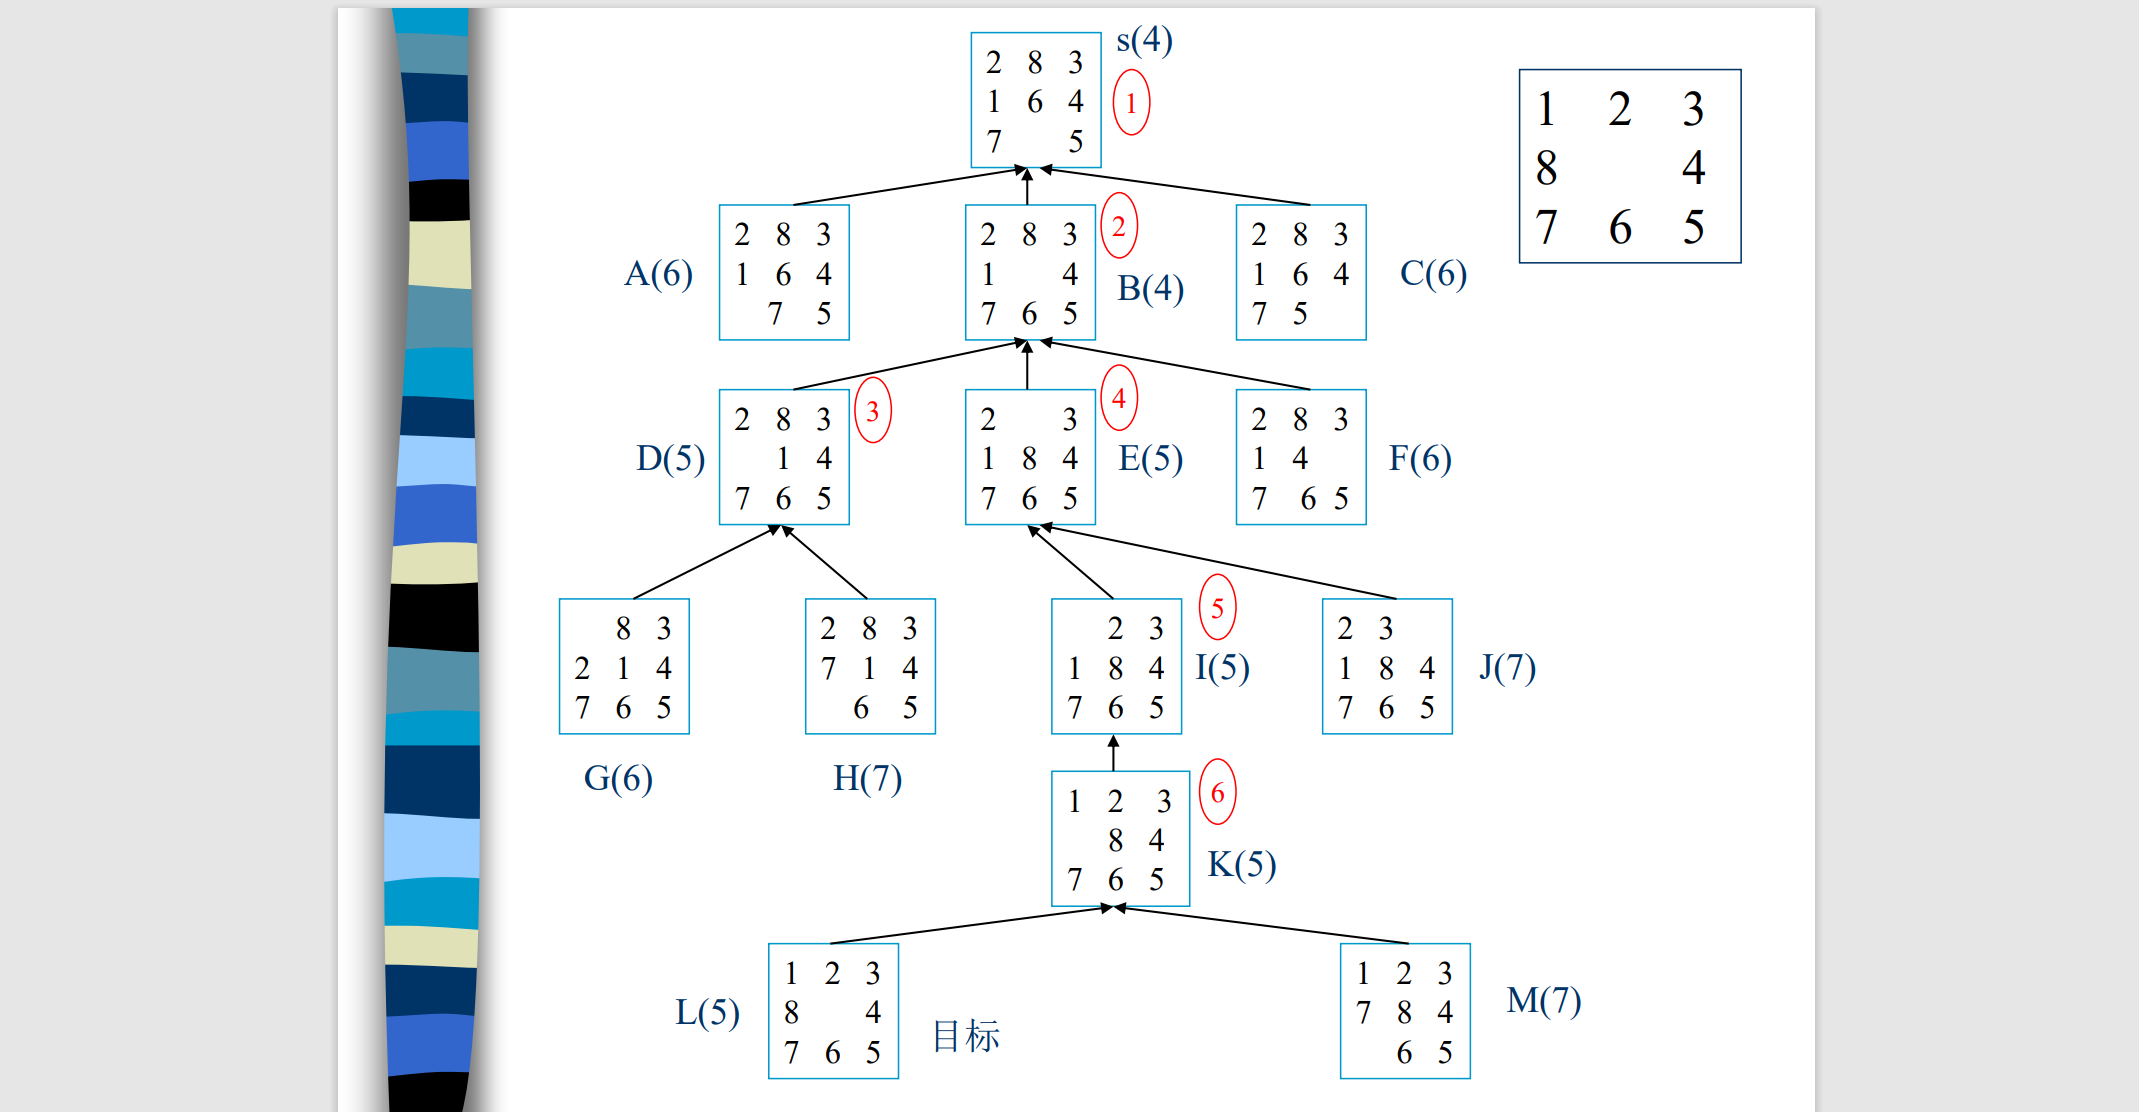 s(4)
2 8 3
1 6 4
7 5
1
1 2 3
8 4
7 6 5
A(6)
2 8 3
1 6 4
7 5
2 8 3
1 4
7 6 5
2
B(4)
2 8 3
1 6 4
7 5
C(6)
D(5)
2 8 3
1 4
7 6 5
3
2 3
1 8 4
7 6 5
4
E(5)
2 8 3
1 4
7 6 5
F(6)
8 3
2 1 4
7 6 5
G(6)
2 8 3
7 1 4
6 5
H(7)
2 3
1 8 4
7 6 5
5
I(5)
2 3
1 8 4
7 6 5
J(7)
1 2 3
8 4
7 6 5
6
K(5)
L(5)
1 2 3
8 4
7 6 5
目标
1 2 3
7 8 4
6 5
M(7)